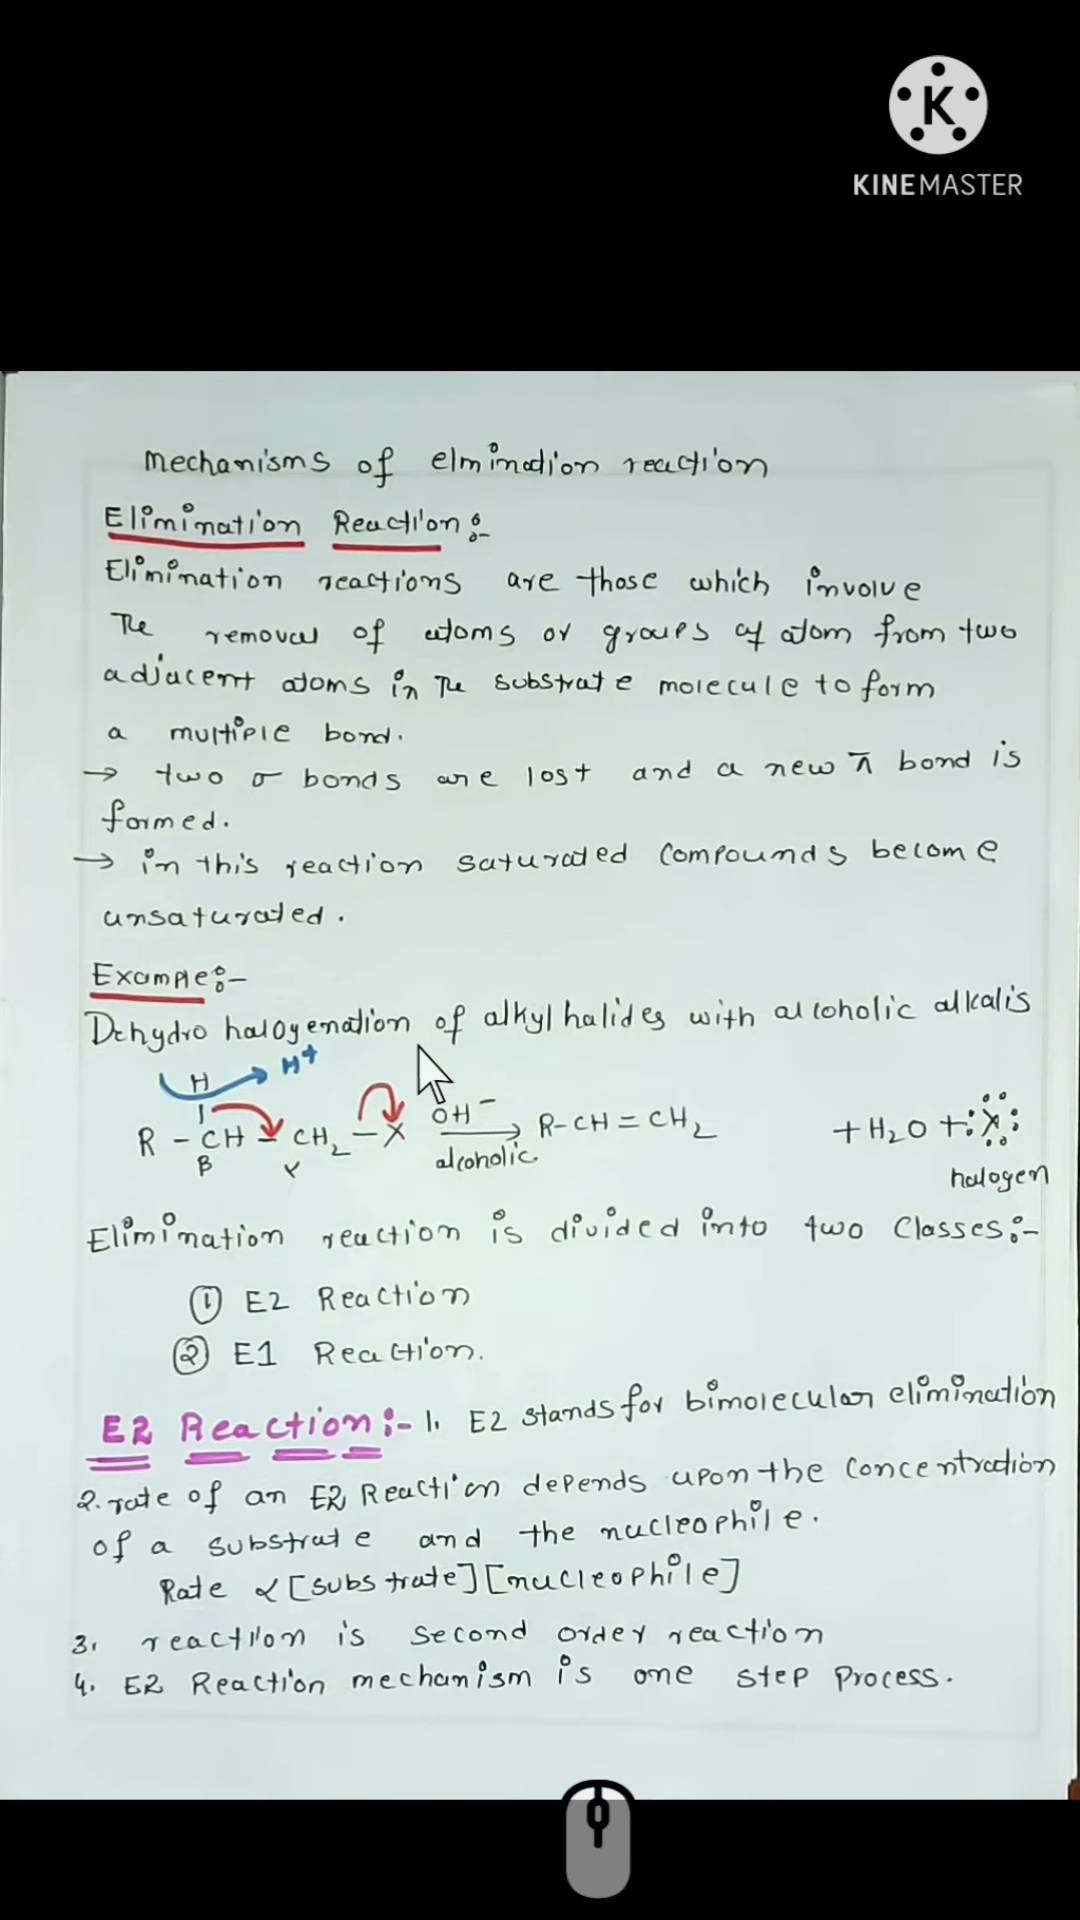 K
KINEMASTER
mechanisms of elmination reaction
Elimination Reaction:-
Elimination reactions are those which involve
The removal of atoms or groups of atom from two
adjacent atoms in The substrate molecule to form
a multiple bond.
→ two σ bonds are lost and a new π bond is
formed.
→ in this reaction saturated compounds become
unsaturated.
Example:-
Dehydro halogenation of alkylhalides with alcoholic alkalis
H H+
R - CH - CH2 - X OH- → R-CH=CH2 + H2O + :X:
β alcoholic halogen
Elimination reaction is divided into two classes:-
① E2 Reaction
② E1 Reaction.
E2 Reaction:- 1. E2 stands for bimolecular elimination
2. rate of an E2 Reaction depends upon the concentration
of a substrate and the nucleophile.
Rate ∝ [substrate][nucleophile]
3. reaction is second order reaction
4. E2 Reaction mechanism is one step process.